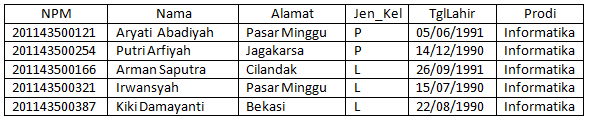 NPM Nama Alamat Jen_Kel TglLahir Prodi
201143500121 Aryati Abadiyah Pasar Minggu P 05/06/1991 Informatika
201143500254 Putri Arfiyah Jagakarsa P 14/12/1990 Informatika
201143500166 Arman Saputra Cilandak L 26/09/1991 Informatika
201143500321 Irwansyah Pasar Minggu L 15/07/1990 Informatika
201143500387 Kiki Damayanti Bekasi L 22/08/1990 Informatika